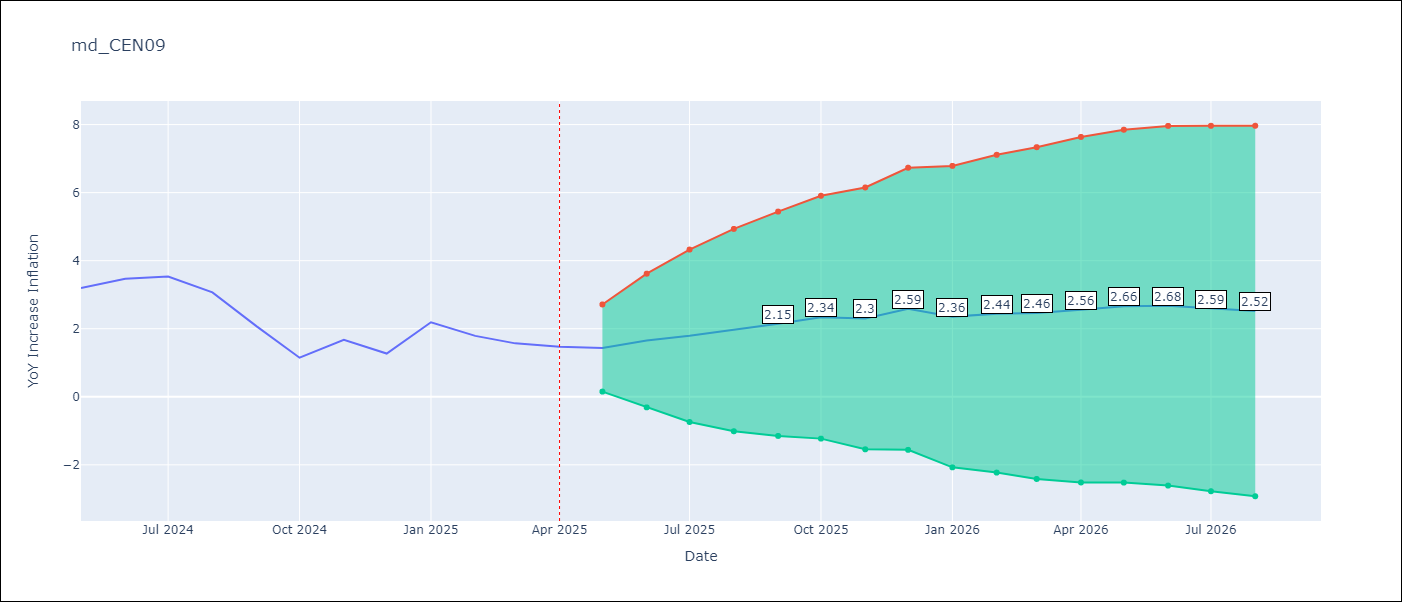 md_CEN09
8
6
4
2
0
−2
YoY Increase Inflation
2.15
2.34
2.3
2.59
2.36
2.44
2.46
2.56
2.66
2.68
2.59
2.52
Jul 2024
Oct 2024
Jan 2025
Apr 2025
Jul 2025
Oct 2025
Jan 2026
Apr 2026
Jul 2026
Date